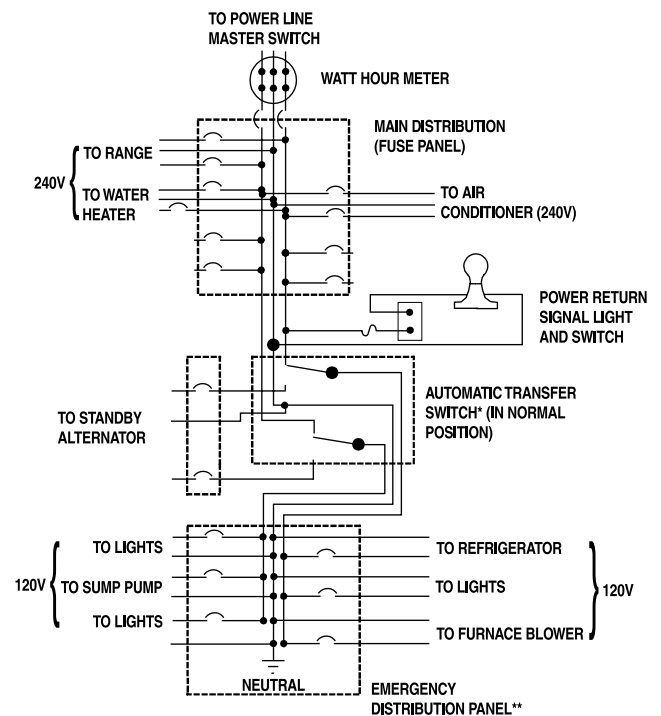 TO POWER LINE
MASTER SWITCH
WATT HOUR METER
MAIN DISTRIBUTION
(FUSE PANEL)
TO RANGE
240V
TO WATER
HEATER
TO AIR
CONDITIONER (240V)
POWER RETURN
SIGNAL LIGHT
AND SWITCH
AUTOMATIC TRANSFER
SWITCH* (IN NORMAL
POSITION)
TO STANDBY
ALTERNATOR
TO LIGHTS
120V
TO SUMP PUMP
TO LIGHTS
TO REFRIGERATOR
TO LIGHTS
120V
TO FURNACE BLOWER
NEUTRAL
EMERGENCY
DISTRIBUTION PANEL**